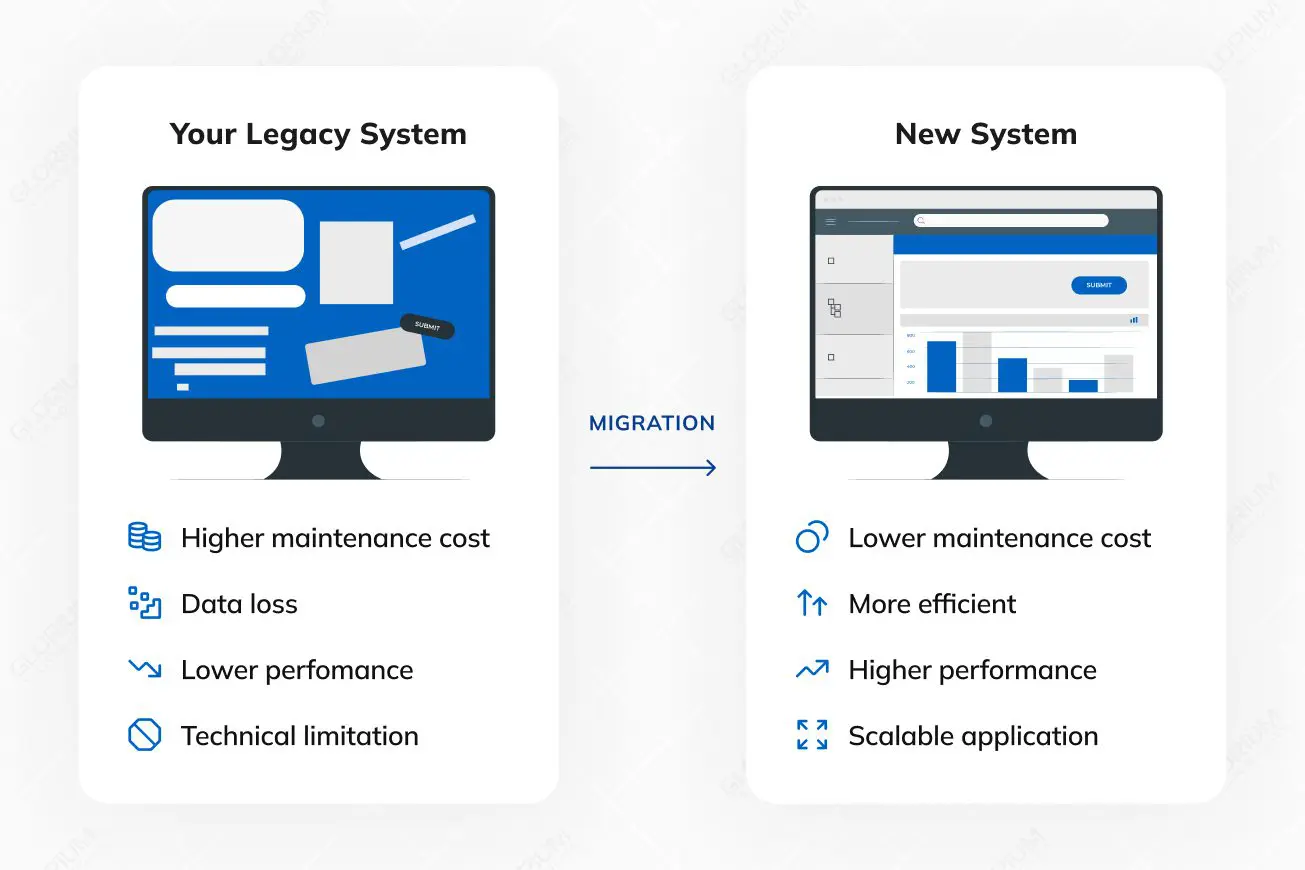 Your Legacy System
SUBMIT
Higher maintenance cost
Data loss
Lower perfomance
Technical limitation
MIGRATION
New System
SUBMIT
800
600
400
200
Lower maintenance cost
More efficient
Higher performance
Scalable application
GLORIUM